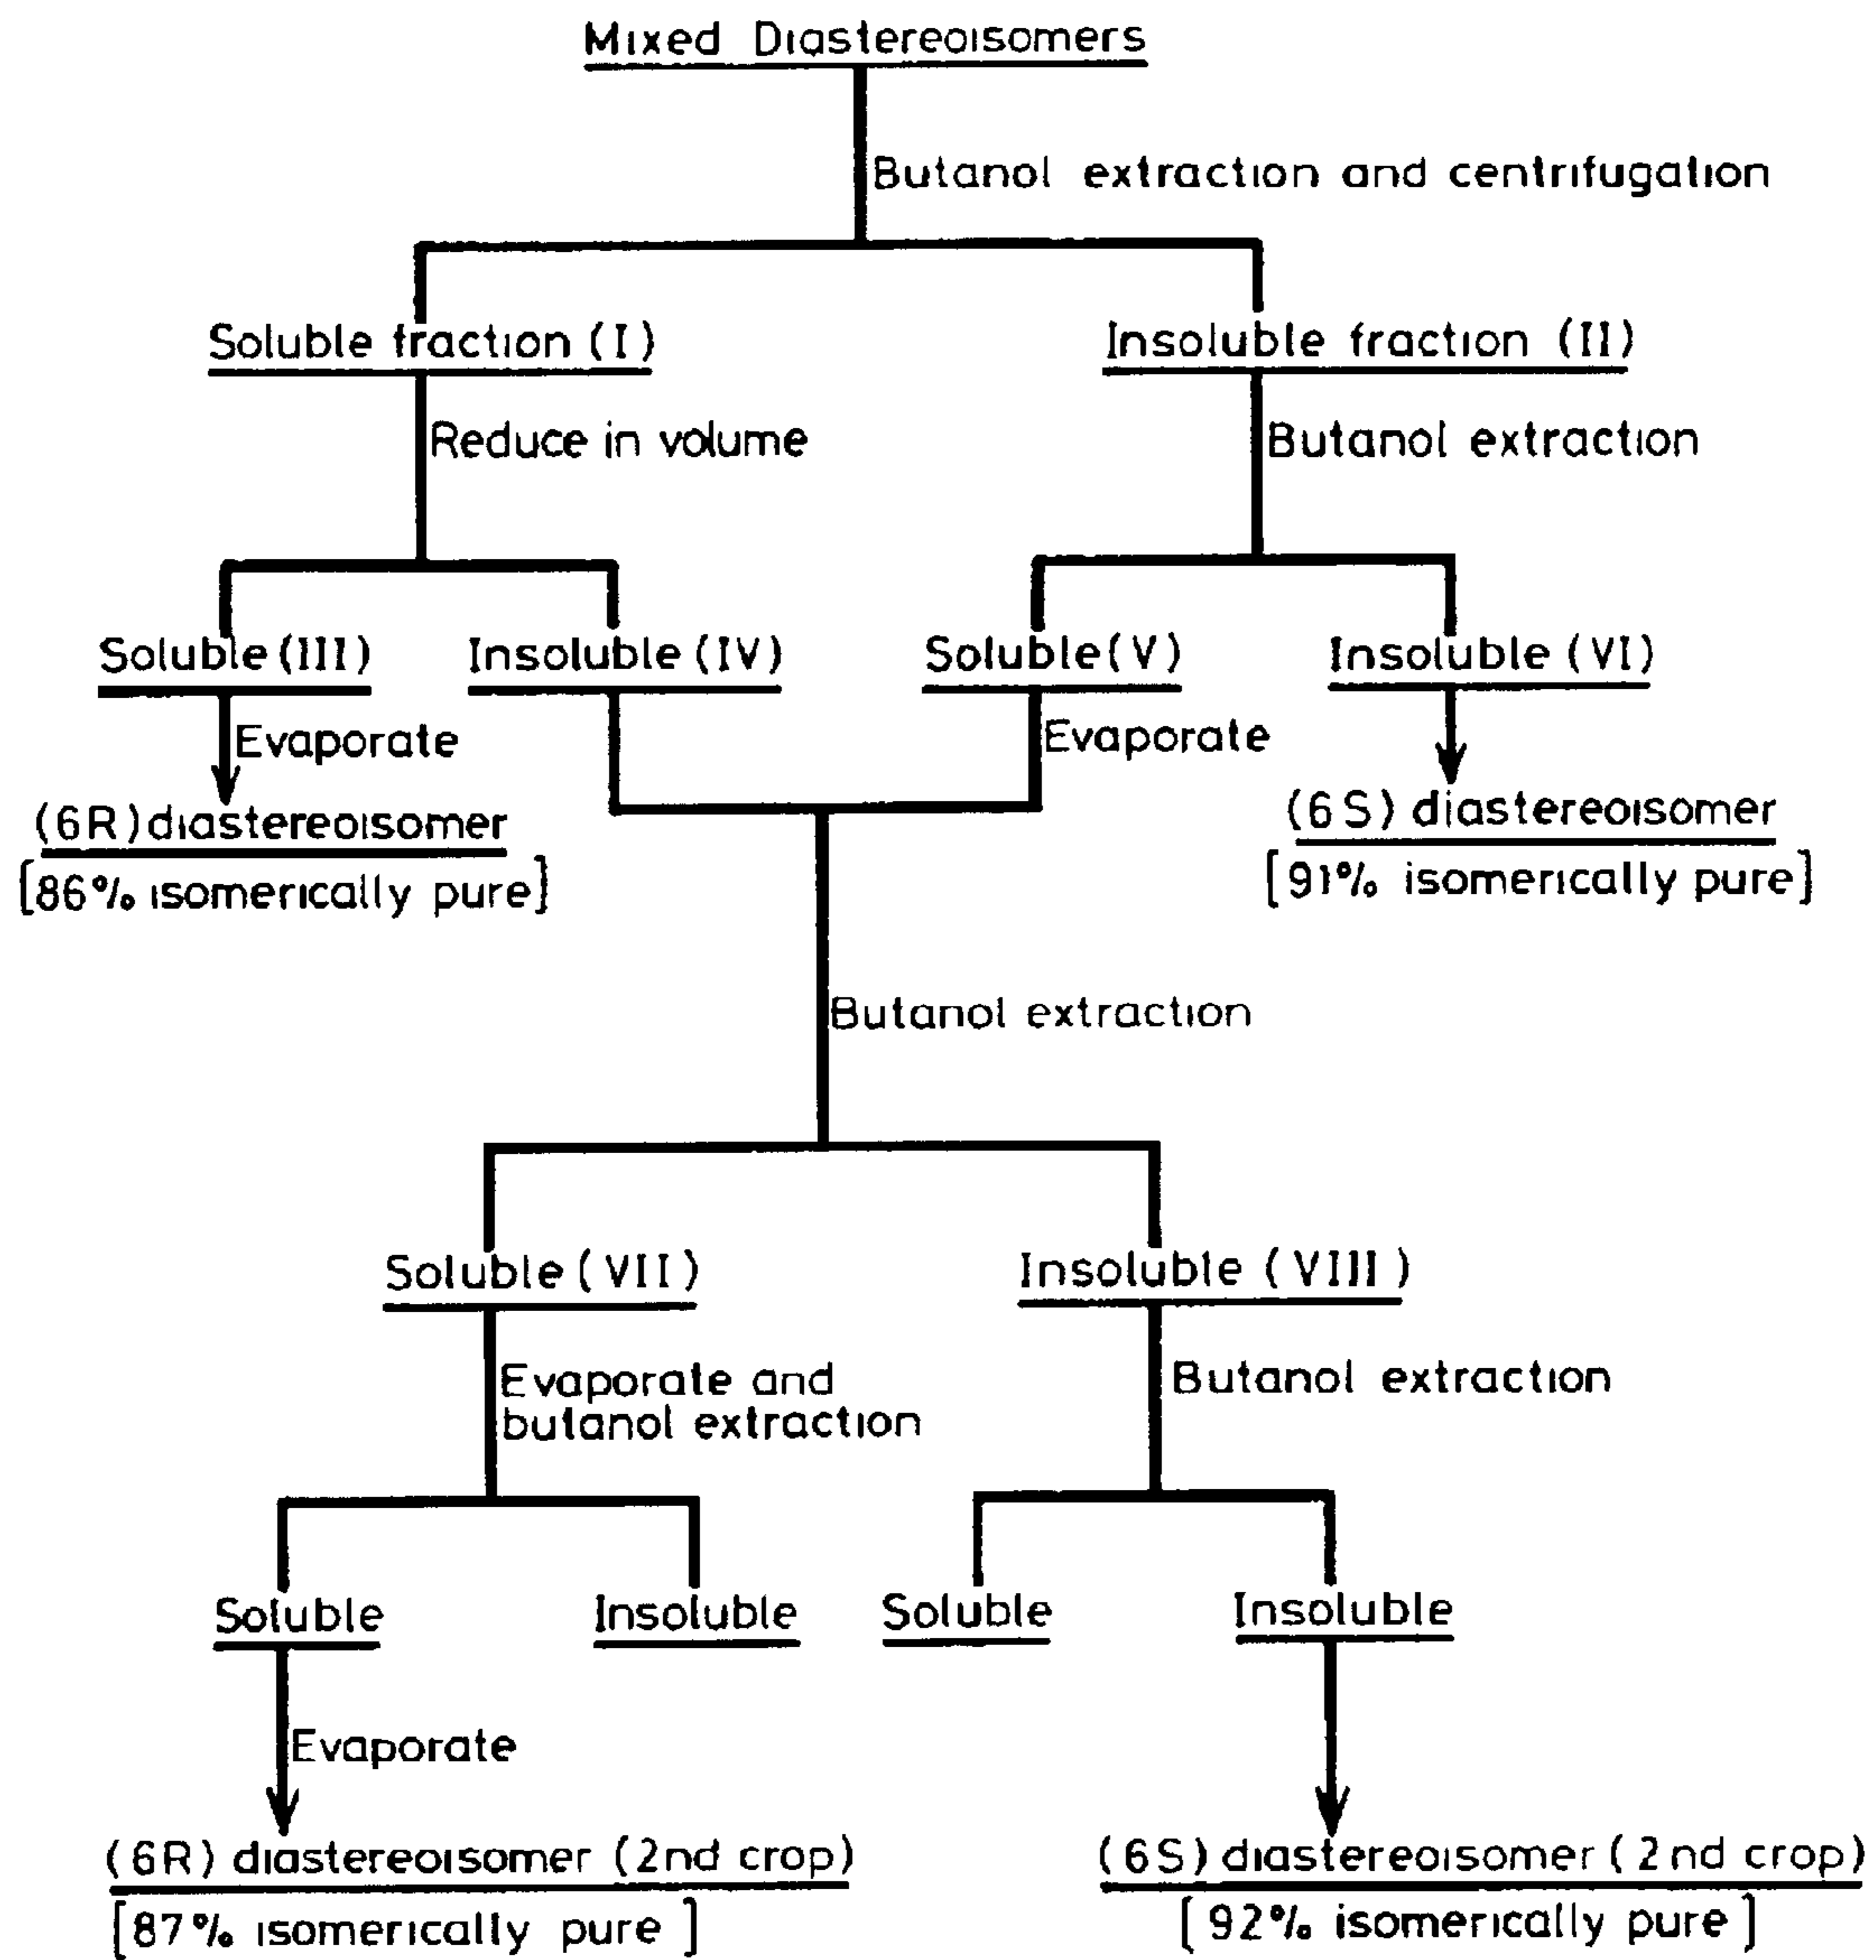 Mixed Diastereoisomers
Butanol extraction and centrifugation
Soluble fraction (I)
Insoluble fraction (II)
Reduce in volume
Butanol extraction
Soluble (III)
Insoluble (IV)
Soluble (V)
Insoluble (VI)
Evaporate
Evaporate
(6R) diastereoisomer
[86% isomerically pure]
(6S) diastereoisomer
[91% isomerically pure]
Butanol extraction
Soluble (VII)
Insoluble (VIII)
Evaporate and
butanol extraction
Butanol extraction
Soluble
Insoluble
Soluble
Insoluble
Evaporate
(6R) diastereoisomer (2nd crop)
[87% isomerically pure]
(6S) diastereoisomer (2nd crop)
[92% isomerically pure]